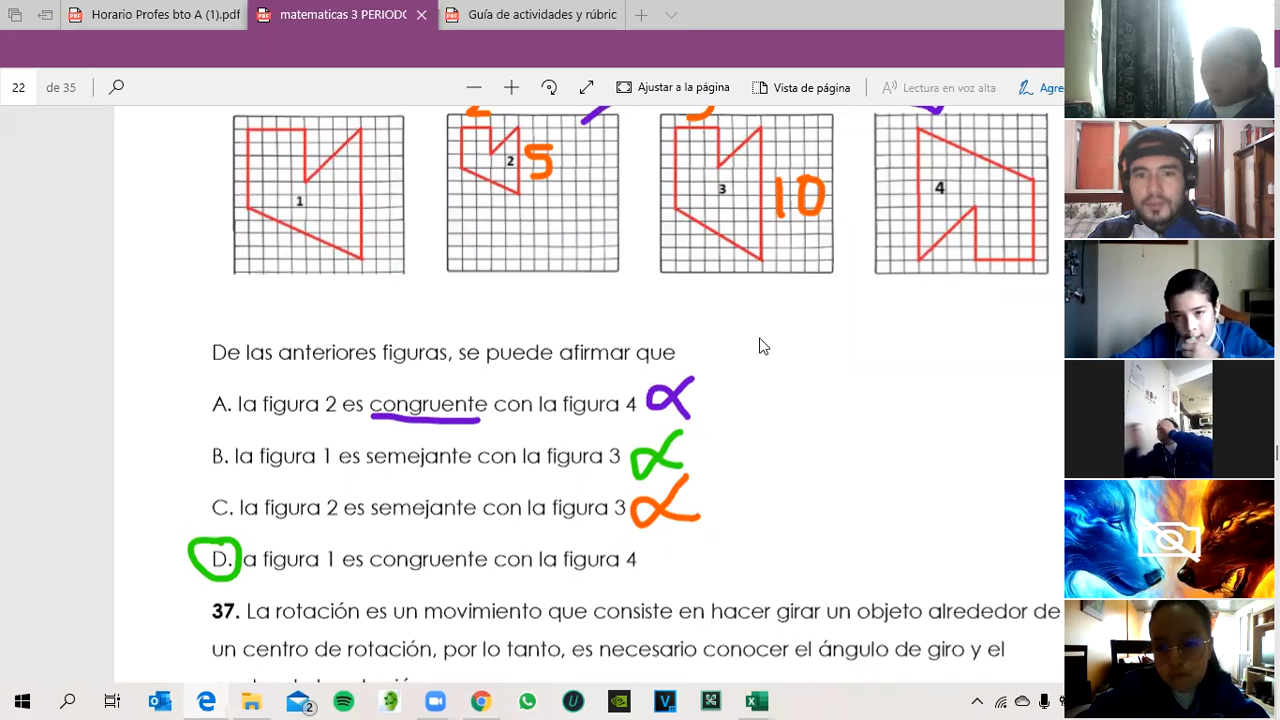 Horario Profes bto A (1).pdf
matematicas 3 PERIODO
Guía de actividades y rúbric
22 de 35
Ajustar a la página
Vista de página
Lectura en voz alta
Agre
1
2
5
3
10
4
De las anteriores figuras, se puede afirmar que
A. la figura 2 es congruente con la figura 4
B. la figura 1 es semejante con la figura 3
C. la figura 2 es semejante con la figura 3
D. la figura 1 es congruente con la figura 4
37. La rotación es un movimiento que consiste en hacer girar un objeto alrededor de
un centro de rotación, por lo tanto, es necesario conocer el ángulo de giro y el
2